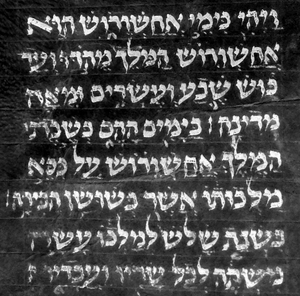 ויהי בימי אחשורוש הוא
אחשורוש המלך מהדו ועד
כוש שבע ועשרים ומאה
מדינה בימים ההם כשבת
המלך אחשורוש על כסא
מלכותו אשר בשושן הבירה
בשנת שלש למלכו עשה
משתה לכל שריו ועבדיו